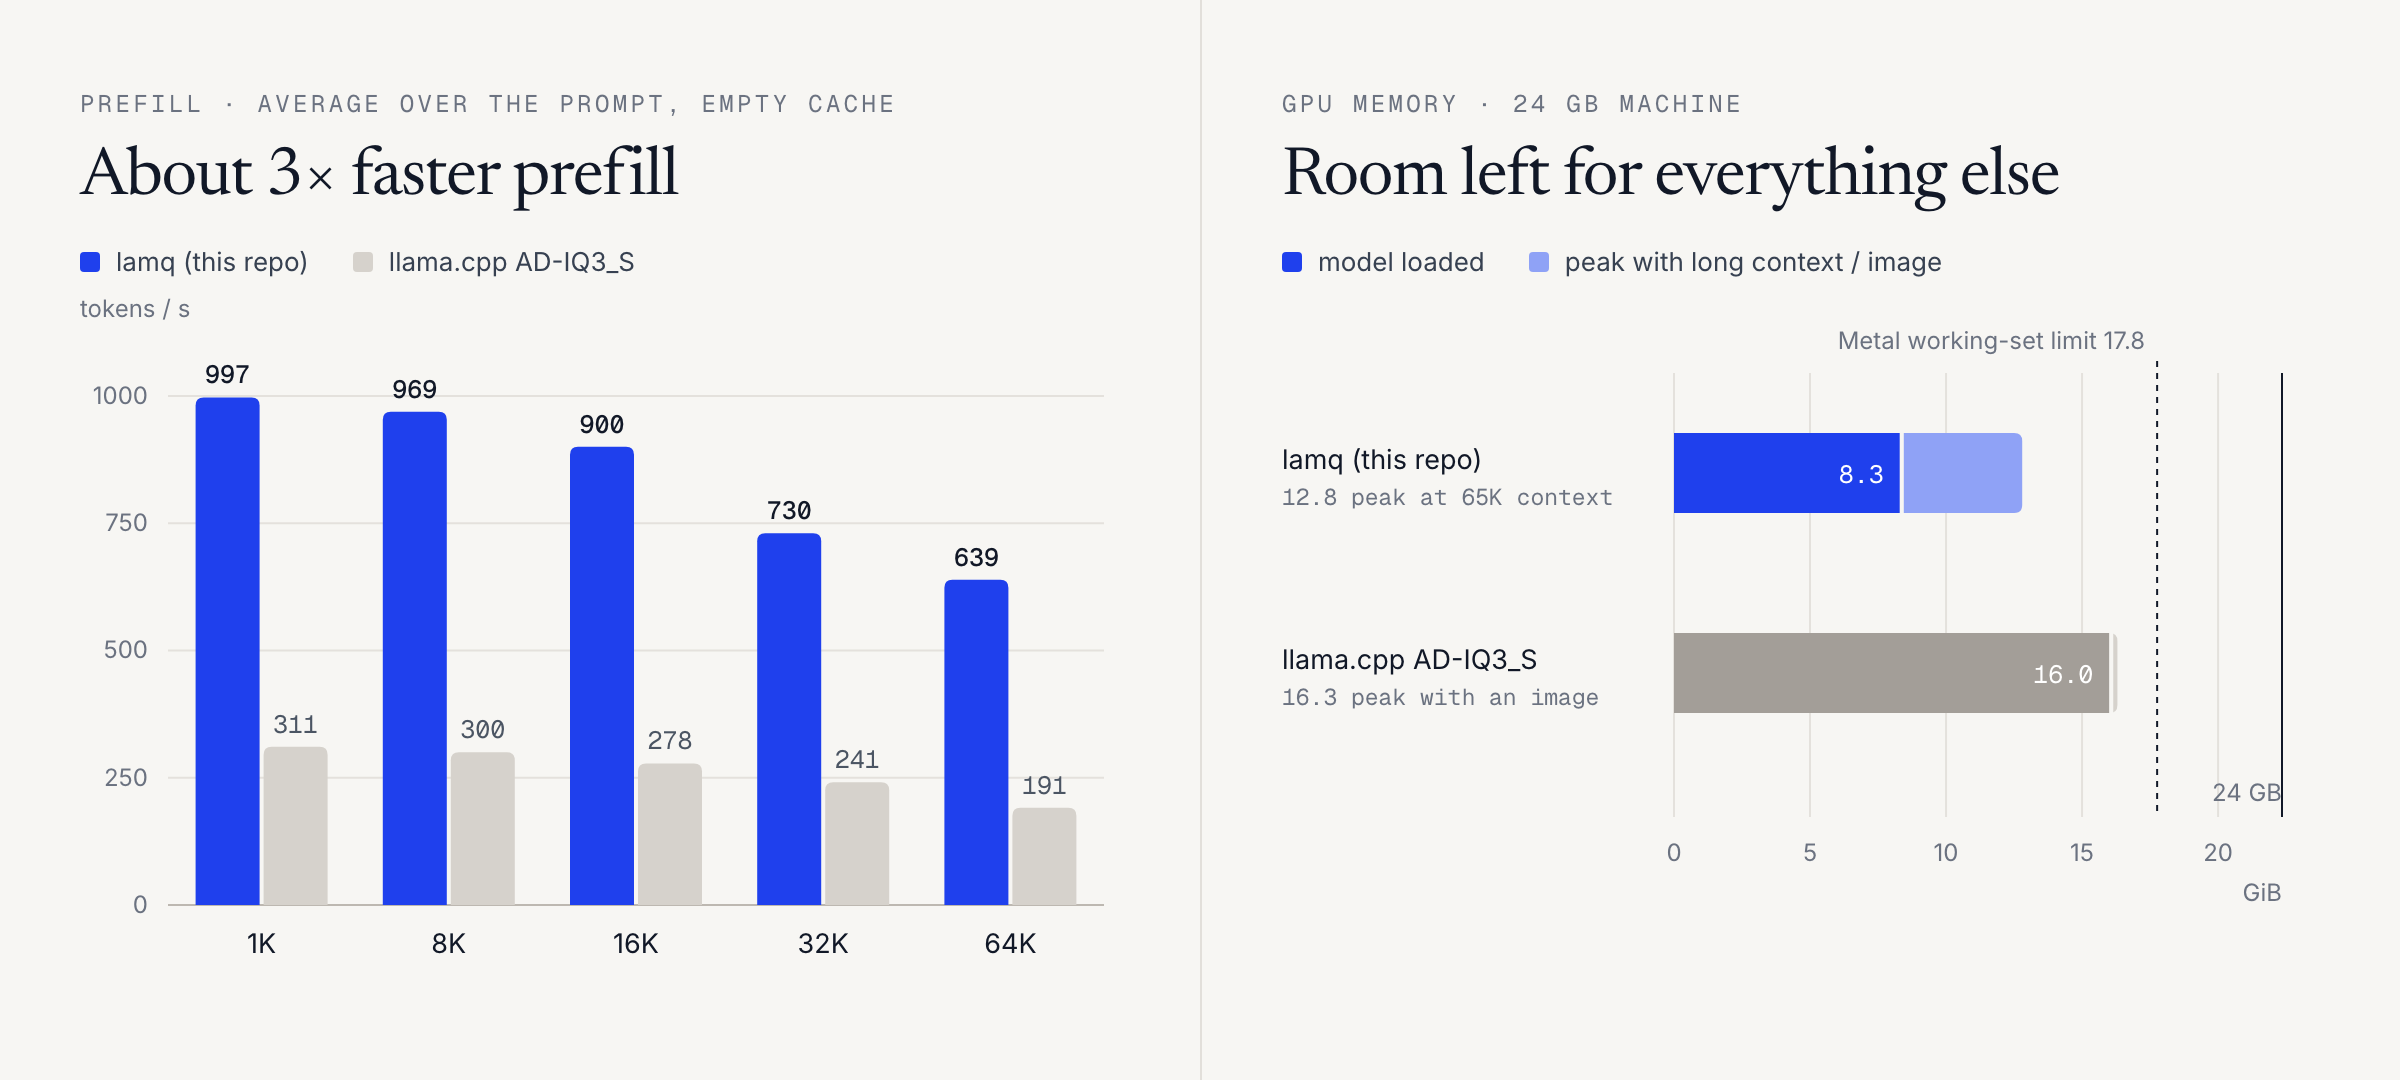 PREFILL · AVERAGE OVER THE PROMPT, EMPTY CACHE
About 3× faster prefill
lamq (this repo) llama.cpp AD-IQ3_S
tokens / s
997
969
1000
900
750
730
639
500
311
300
278
241
250
191
0
1K 8K 16K 32K 64K
GPU MEMORY · 24 GB MACHINE
Room left for everything else
model loaded peak with long context / image
Metal working-set limit 17.8
lamq (this repo)
8.3
12.8 peak at 65K context
llama.cpp AD-IQ3_S
16.0
16.3 peak with an image
24 GB
0 5 10 15 20
GiB